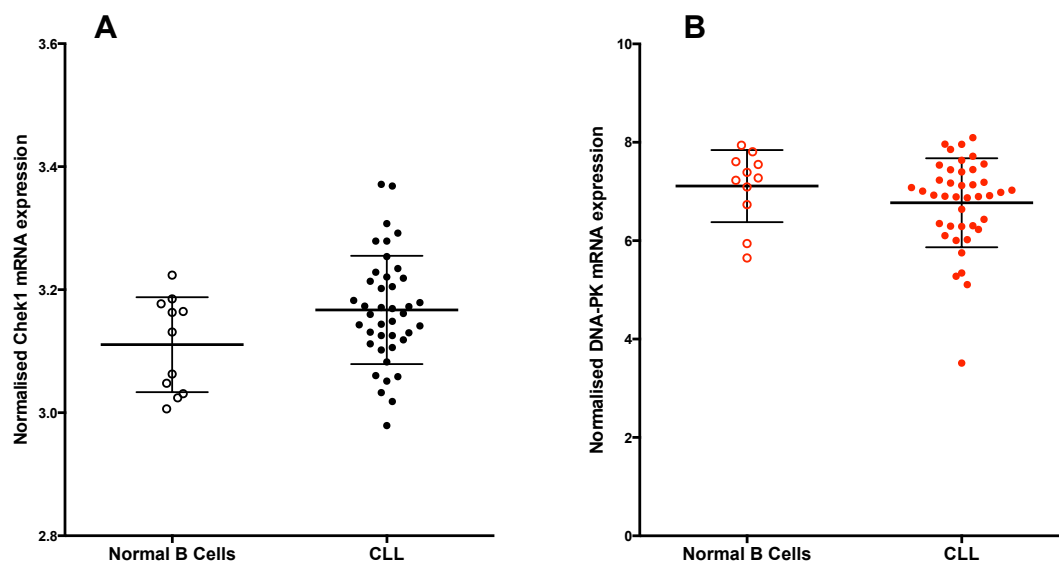 A
Normalised Chek1 mRNA expression
3.6
3.4
3.2
3.0
2.8
Normal B Cells
CLL
B
Normalised DNA-PK mRNA expression
10
8
6
4
2
0
Normal B Cells
CLL